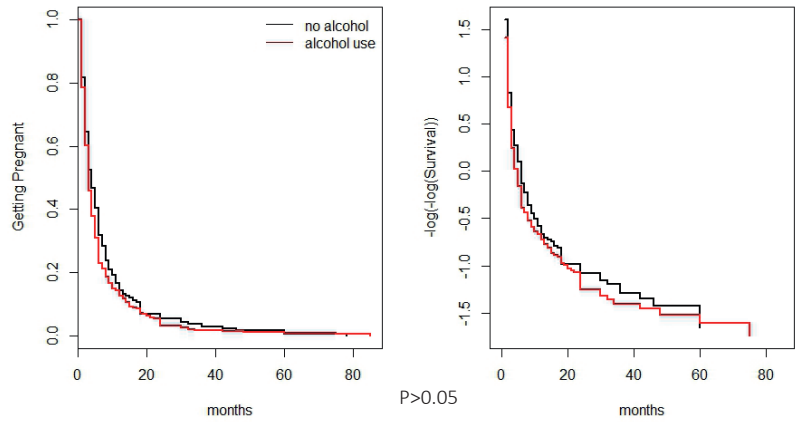 no alcohol
alcohol use
Getting Pregnant
1.0
0.8
0.6
0.4
0.2
0.0
0 20 40 60 80
months
P>0.05
-log(-log(Survival))
1.5
1.0
0.5
0.0
-0.5
-1.0
-1.5
0 20 40 60 80
months